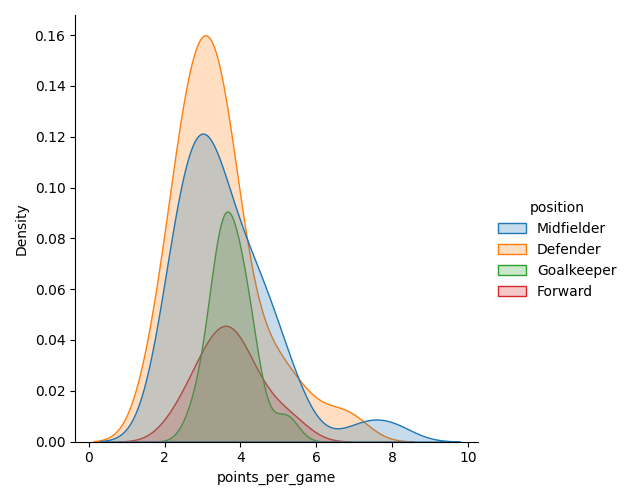 0.16
0.14
0.12
0.10
0.08
0.06
0.04
0.02
0.00
Density
0 2 4 6 8 10
points_per_game
position
Midfielder
Defender
Goalkeeper
Forward